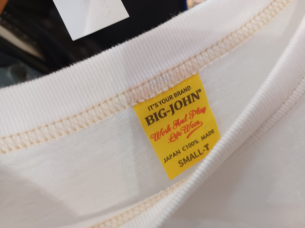 IT'S YOUR BRAND
BIG-JOHN®
Work And Play
Life Wear
JAPAN C100% MADE
SMALL-T